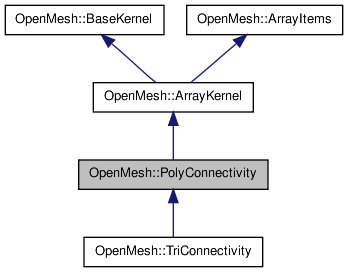 OpenMesh::BaseKernel
OpenMesh::ArrayItems
OpenMesh::ArrayKernel
OpenMesh::PolyConnectivity
OpenMesh::TriConnectivity